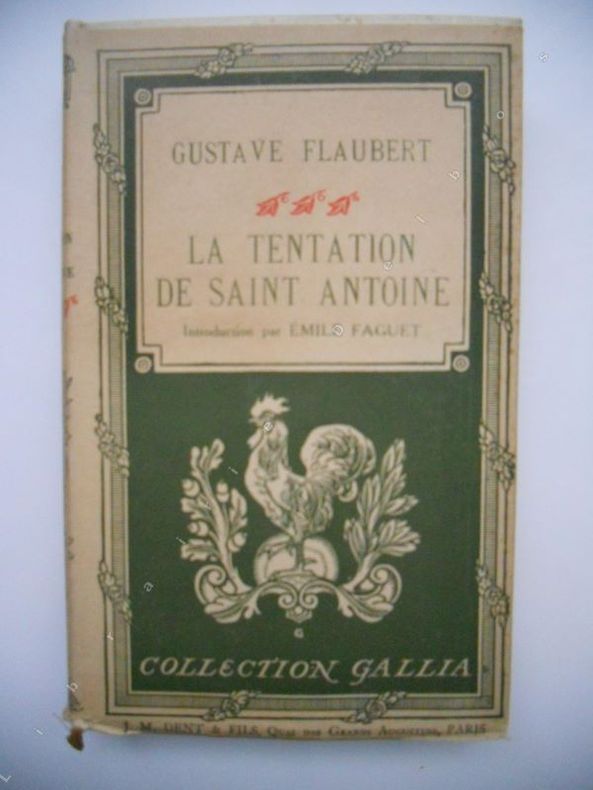 GUSTAVE FLAUBERT
LA TENTATION
DE SAINT ANTOINE
Introduction par ÉMILE FAGUET
G
COLLECTION GALLIA
J. M. DENT & FILS, QUAI DES GRANDS AUGUSTINS, PARIS